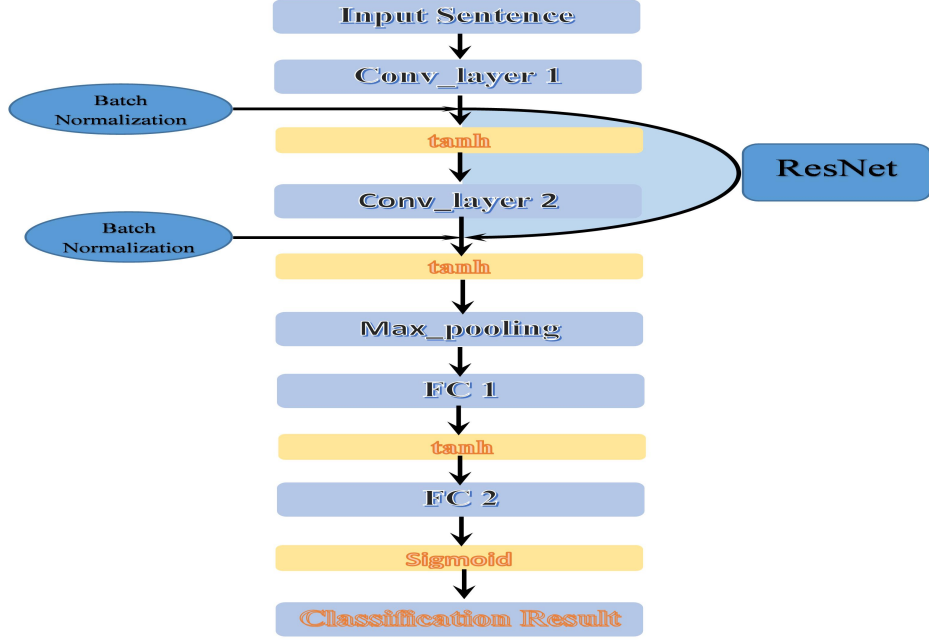 Input Sentence
Conv_layer 1
Batch
Normalization
tanh
ResNet
Conv_layer 2
Batch
Normalization
tanh
Max_pooling
FC 1
tanh
FC 2
Sigmoid
Classification Result